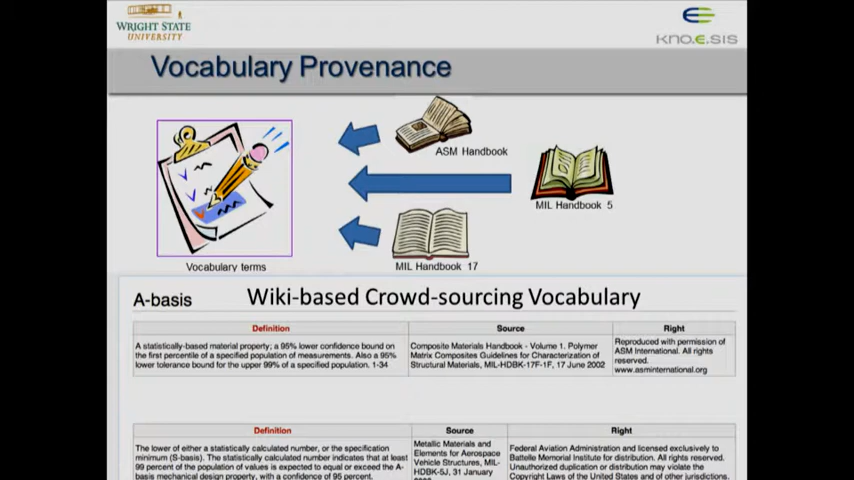 WRIGHT STATE
UNIVERSITY
KNO.E.SIS
Vocabulary Provenance
ASM Handbook
MIL Handbook 5
MIL Handbook 17
Vocabulary terms
A-basis
Wiki-based Crowd-sourcing Vocabulary
Definition Source Right
A statistically-based material property; a 95% lower confidence bound on
the first percentile of a specified population of measurements. Also a 95%
lower tolerance bound for the upper 99% of a specified population. 1-34
Composite Materials Handbook - Volume 1. Polymer
Matrix Composites Guidelines for Characterization of
Structural Materials, MIL-HDBK-17F-1F, 17 June 2002
Reproduced with permission of
ASM International. All rights
reserved.
www.asminternational.org
Definition Source Right
The lower of either a statistically calculated number, or the specification
minimum (S-basis). The statistically calculated number indicates that at least
99 percent of the population of values is expected to equal or exceed the A-
basis mechanical design property, with a confidence of 95 percent.
Metallic Materials and
Elements for Aerospace
Vehicle Structures, MIL-
HDBK-5J, 31 January
Federal Aviation Administration and licensed exclusively to
Battelle Memorial Institute for distribution. All rights reserved.
Unauthorized duplication or distribution may violate the
Copyright Laws of the United States and of other jurisdictions.